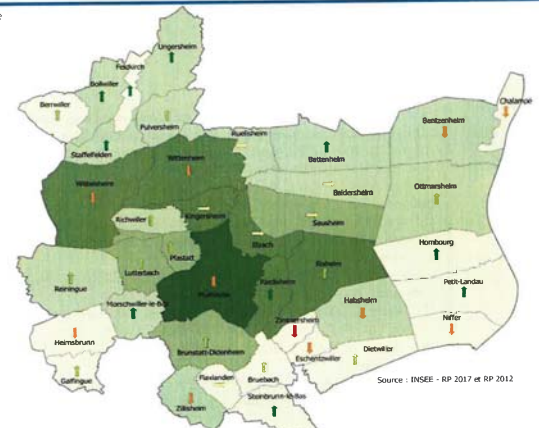 Ungersheim
Feldkirch
Bollwiller
Berrwiller
Pulversheim
Staffelfelden
Ruelisheim
Battenheim
Bantzenheim
Chalampé
Wittenheim
Wittelsheim
Baldersheim
Ottmarsheim
Richwiller
Kingersheim
Sausheim
Illzach
Hombourg
Pfastatt
Lutterbach
Reiningue
Morschwiller-le-Bas
Mulhouse
Riedisheim
Rixheim
Petit-Landau
Habsheim
Niffer
Heimsbrunn
Brunstatt-Didenheim
Zimmersheim
Eschentzwiller
Dietwiller
Galfingue
Flaxlanden
Bruebach
Zillisheim
Steinbrunn-le-Bas
Source : INSEE - RP 2017 et RP 2012